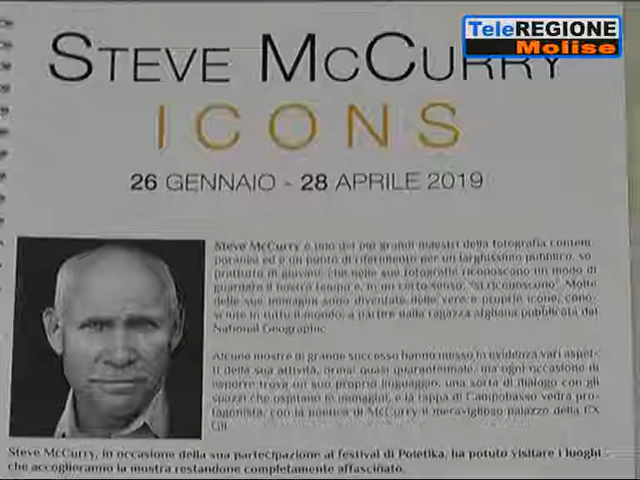 TeleREGIONE
Molise
STEVE MCCURRY
ICONS
26 GENNAIO - 28 APRILE 2019
Steve McCurry è uno dei più grandi maestri della fotografia contem-
poranea ed è un punto di riferimento per un larghissimo pubblico, so-
prattutto di giovani, che nelle sue fotografie riconoscono un modo di
guardare il nostro tempo e, in un certo senso, "si riconoscono". Molte
delle sue immagini sono diventate delle vere e proprie icone, cono-
sciute in tutto il mondo, a partire dalla ragazza afghana pubblicata dal
National Geographic.
Alcune mostre di grande successo hanno messo in evidenza vari aspet-
ti della sua attività, ormai quasi quarantennale, ma ogni occasione di
esporre trova un suo proprio linguaggio, una sorta di dialogo con gli
spazi che ospitano le immagini, e la tappa di Campobasso vedrà pro-
tagonista, con la poetica di McCurry il meraviglioso palazzo della EX
GIL
Steve McCurry, in occasione della sua partecipazione al festival di Poietika, ha potuto visitare i luoghi
che accoglieranno la mostra restandone completamente affascinato.